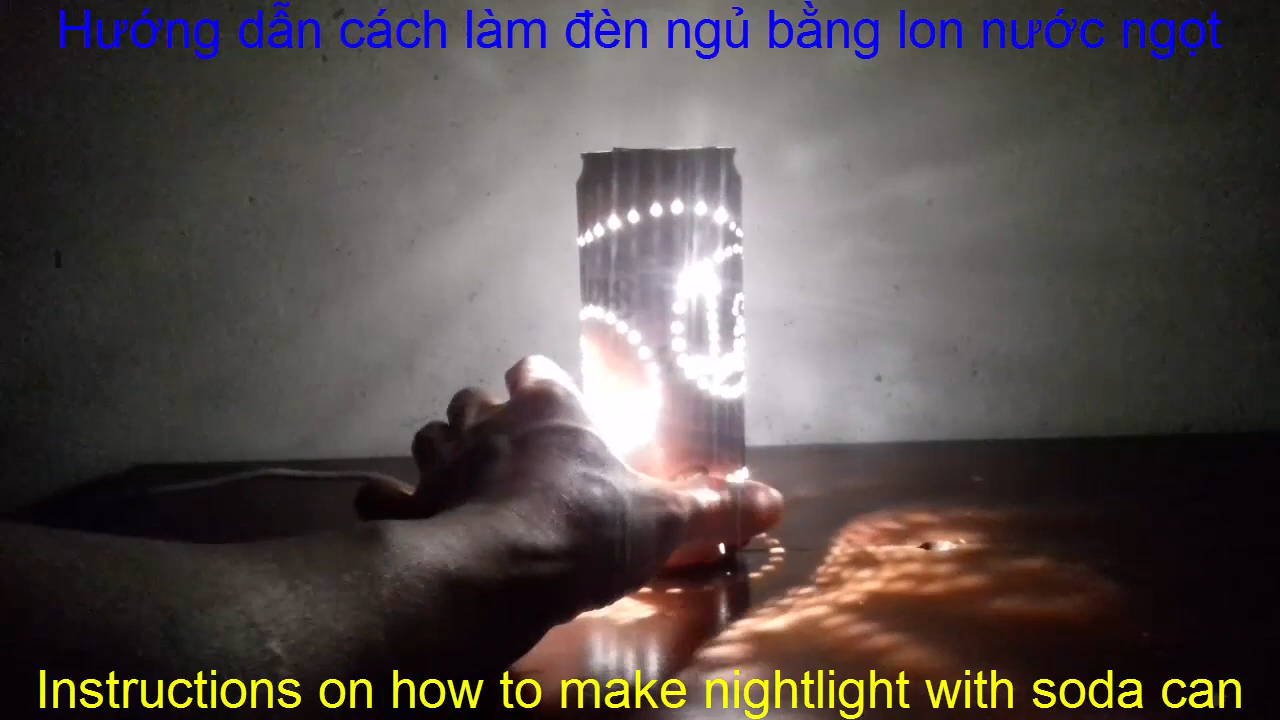 Hướng dẫn cách làm đèn ngủ bằng lon nước ngọt
Instructions on how to make nightlight with soda can